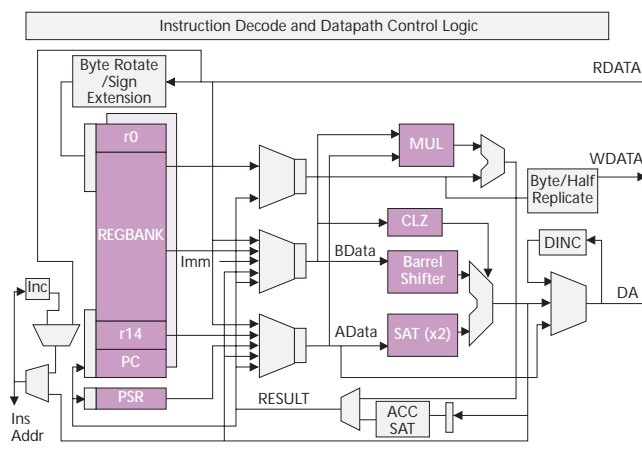 Instruction Decode and Datapath Control Logic
Byte Rotate
/Sign
Extension
RDATA
r0
MUL
WDATA
Byte/Half
Replicate
REGBANK
CLZ
Imm
BData
Barrel
Shifter
DINC
Inc
DA
r14
AData
SAT (x2)
PC
PSR
RESULT
ACC
SAT
Ins
Addr